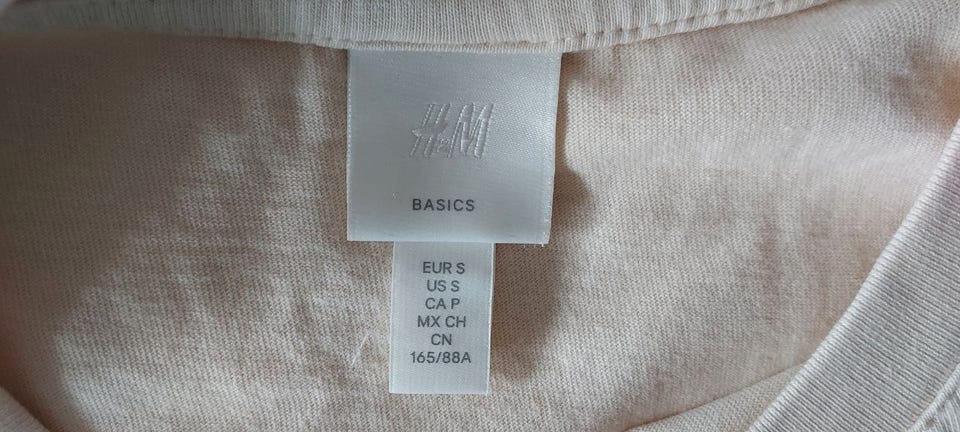 H&M
BASICS
EUR S
US S
CA P
MX CH
CN
165/88A